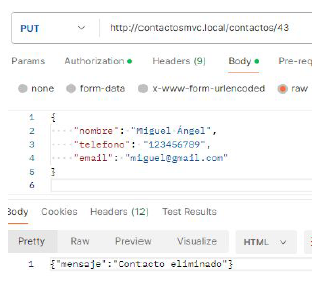 PUT http://contactosmvc.local/contactos/43
Params Authorization Headers (9) Body Pre-req
none form-data x-www-form-urlencoded raw
1 {
2 "nombre": "Miguel Ángel",
3 "telefono": "123456789",
4 "email": "miguel@gmail.com"
5 }
6
Body Cookies Headers (12) Test Results
Pretty Raw Preview Visualize HTML
1 {"mensaje":"Contacto eliminado"}